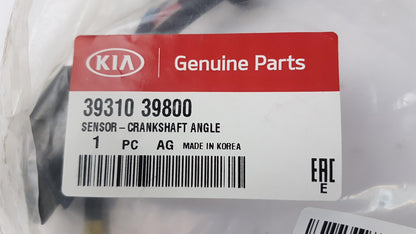 KIA Genuine Parts
39310 39800
SENSOR-CRANKSHAFT ANGLE
1 PC AG MADE IN KOREA
EAC
E